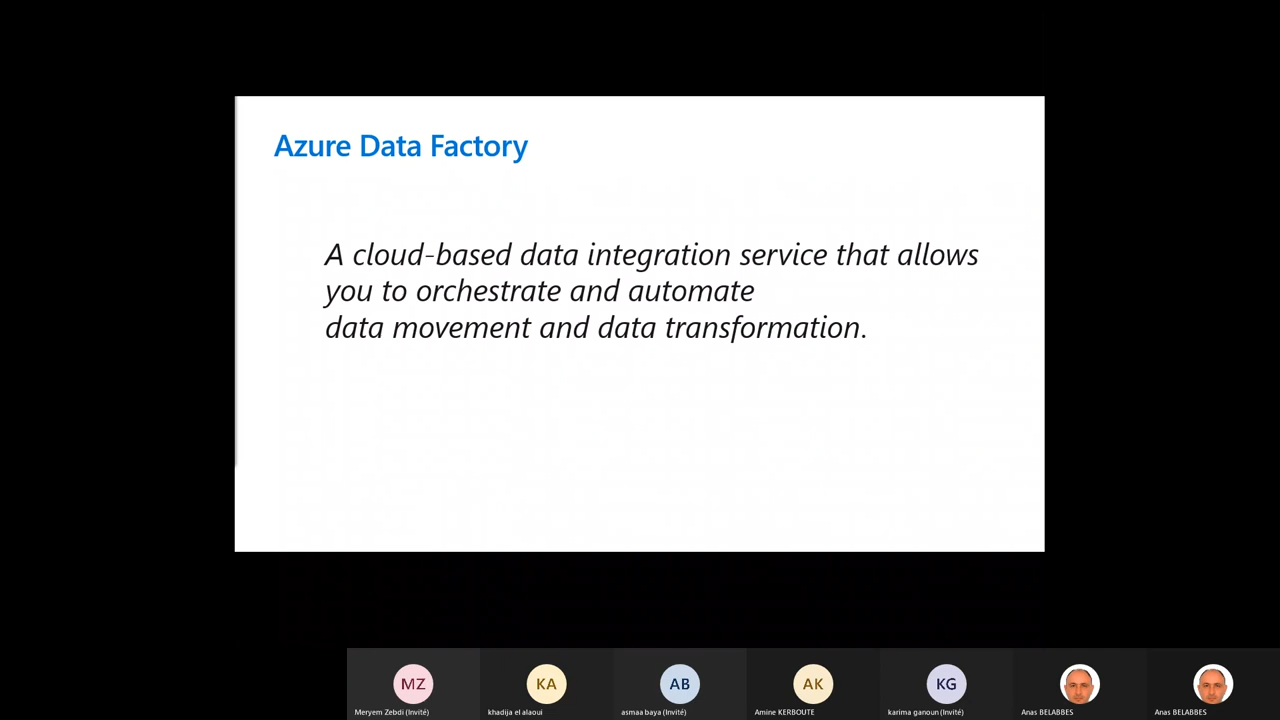 Azure Data Factory
A cloud-based data integration service that allows
you to orchestrate and automate
data movement and data transformation.
MZ
KA
AB
AK
KG
Meryem Zebdi (Invité)
khadija el alaoui
asmaa baya (Invité)
Amine KERBOUTE
karima ganoun (Invité)
Anas BELABBES
Anas BELABBES